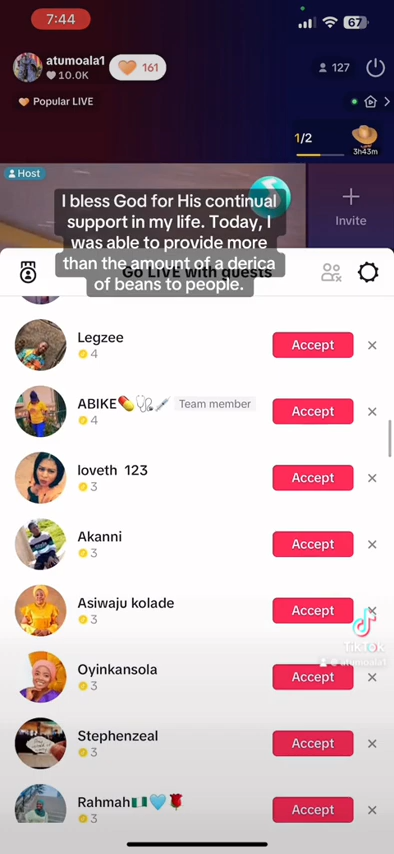 7:44
67
atumoala1
10.0K
161
127
Popular LIVE
1/2
3h43m
Host
Invite
I bless God for His continual
support in my life. Today, I
was able to provide more
than the amount of a derica
of beans to people.
Go LIVE with guests
Legzee
4
Accept
ABIKE💊🩺💉 Team member
4
Accept
loveth 123
3
Accept
Akanni
3
Accept
Asiwaju kolade
3
Accept
TikTok
@atumoala1
Oyinkansola
3
Accept
Stephenzeal
3
Accept
Rahmah🇳🇬🩵🌹
3
Accept